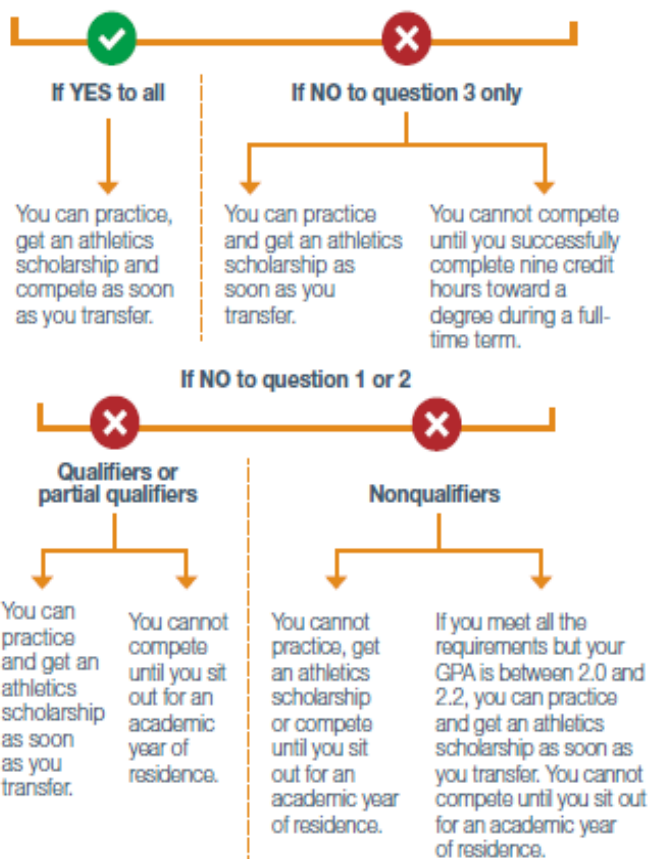 If YES to all
If NO to question 3 only
You can practice,
get an athletics
scholarship and
compete as soon
as you transfer.
You can practice
and get an athletics
scholarship as
soon as you
transfer.
You cannot compete
until you successfully
complete nine credit
hours toward a
degree during a full-
time term.
If NO to question 1 or 2
Qualifiers or
partial qualifiers
Nonqualifiers
You can
practice
and get an
athletics
scholarship
as soon
as you
transfer.
You cannot
compete
until you sit
out for an
academic
year of
residence.
You cannot
practice, get
an athletics
scholarship
or compete
until you sit
out for an
academic year
of residence.
If you meet all the
requirements but your
GPA is between 2.0 and
2.2, you can practice
and get an athletics
scholarship as soon as
you transfer. You cannot
compete until you sit out
for an academic year
of residence.